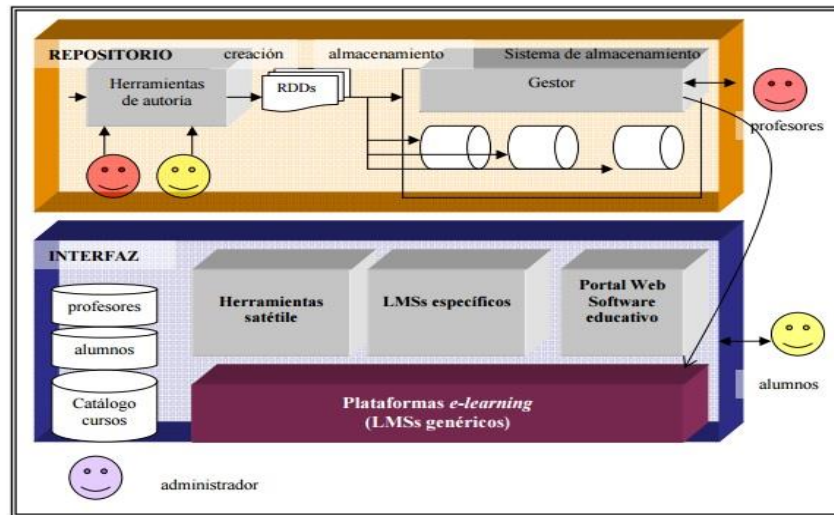 REPOSITORIO creación almacenamiento Sistema de almacenamiento
Herramientas
de autoría
RDDs
Gestor
profesores
INTERFAZ
profesores
alumnos
Catálogo
cursos
Herramientas
satétile
LMSs específicos
Portal Web
Software
educativo
Plataformas e-learning
(LMSs genéricos)
alumnos
administrador